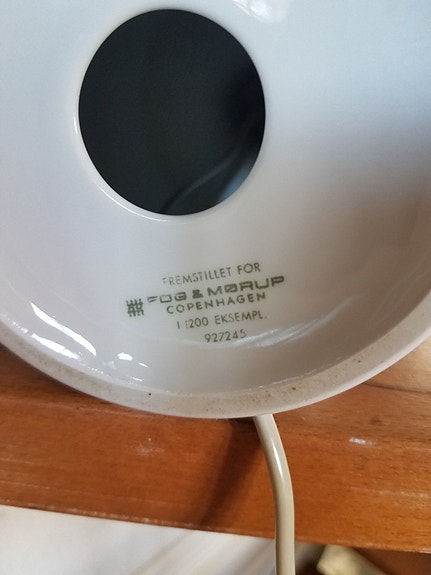 FREMSTILLET FOR
FOG & MØRUP
COPENHAGEN
I 1200 EKSEMPL.
927245